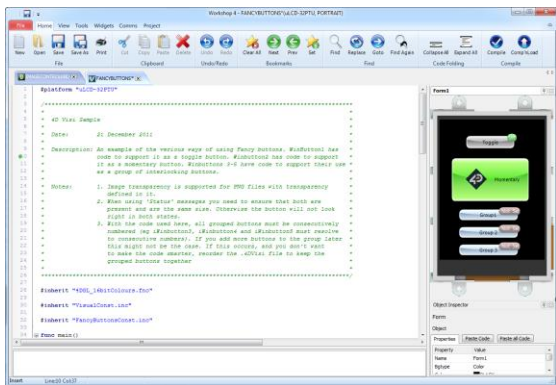 Workshop 4 - FANCYBUTTONS*(uLCD-32PTU, PORTRAIT)
File Home View Tools Widgets Comms Project
New Open Save Save As Print Cut Copy Paste Delete Undo Redo Clear All Next Prev Set Find Replace Goto Find Again Collapse All Expand All Compile Comp'nLoad
File Clipboard Undo/Redo Bookmarks Find Code Folding Compile
FANCYBUTTONS*
#platform "uLCD-32PTU"
4D Visi Sample
Date: 21 December 2011
Description: An example of the various ways of using Fancy buttons. WinButton1 has
code to support it as a toggle button. Winbutton2 has code to support
it as a momentary button. Winbuttons 3-6 have code to support their use
as a group of interlocking buttons.
Notes: 1. Image transparency is supported for PNG files with transparency
defined in it.
2. When using 'Status' messages you need to ensure that both are
present and are the same size. Otherwise the button will not look
right in both states.
3. With the code used here, all grouped buttons must be consecutively
numbered (eg iWinbutton3, iWinbutton4 and iWinbutton5 must resolve
to consecutive numbers). If you add more buttons to the group later
this might not be the case. If this occurs, and you don't want
to make the code smarter, reorder the .4DVisi file to keep the
grouped buttons together
#inherit "4DGL_16bitColours.fnc"
#inherit "VisualConst.inc"
#inherit "FancyButtonsConst.inc"
func main()
Form1
Toggle
4D Momentary
Group1
Group 2
Group 3
Object Inspector
Form
Object
Properties Paste Code Paste all Code
Property Value
Name Form1
Bgtype Color
Insert Line:10 Col:37